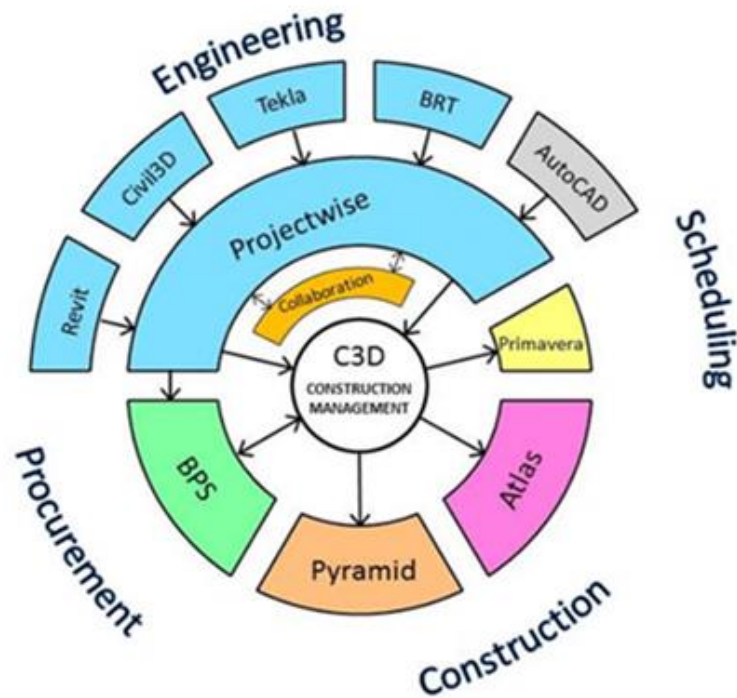 Engineering
Tekla
BRT
Civil3D
AutoCAD
Projectwise
Scheduling
Revit
Collaboration
Primavera
C3D
CONSTRUCTION
MANAGEMENT
Procurement
BPS
Atlas
Pyramid
Construction